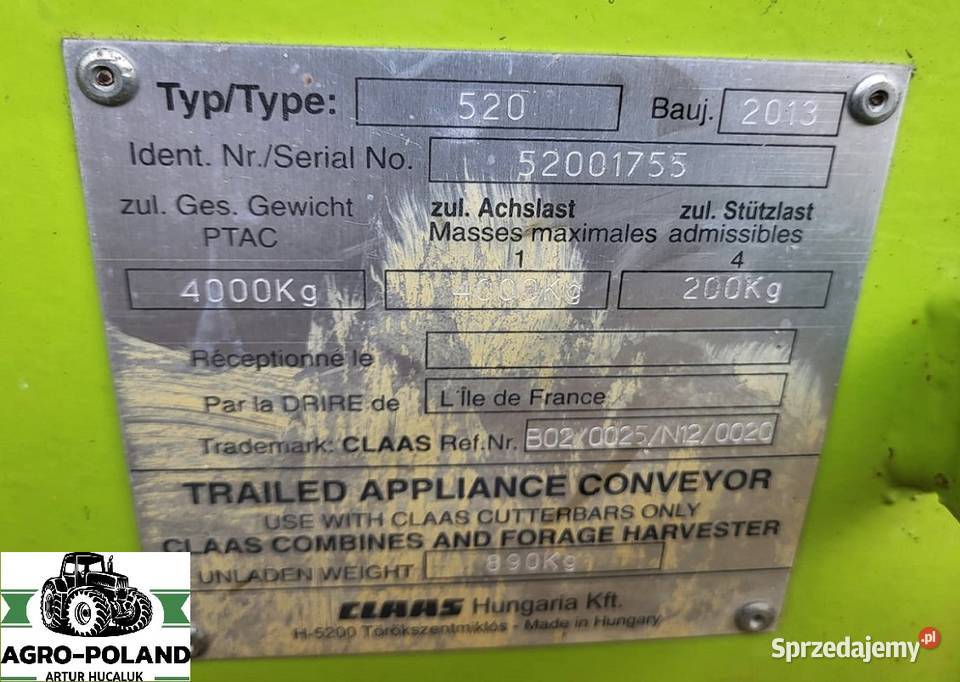 Typ/Type: 520 Bauj. 2013
Ident. Nr./Serial No. 52001755
zul. Ges. Gewicht zul. Achslast zul. Stützlast
PTAC Masses maximales admissibles
1 4
4000Kg 4000Kg 200Kg
Réceptionné le
Par la DRIRE de L'Île de France
Trademark: CLAAS Ref.Nr. B02/0025/N12/0020
TRAILED APPLIANCE CONVEYOR
USE WITH CLAAS CUTTERBARS ONLY
CLAAS COMBINES AND FORAGE HARVESTER
UNLADEN WEIGHT 890Kg
CLAAS Hungaria Kft.
H-5200 Törökszentmiklós - Made in Hungary
AGRO-POLAND
ARTUR HUCALUK
Sprzedajemy.pl